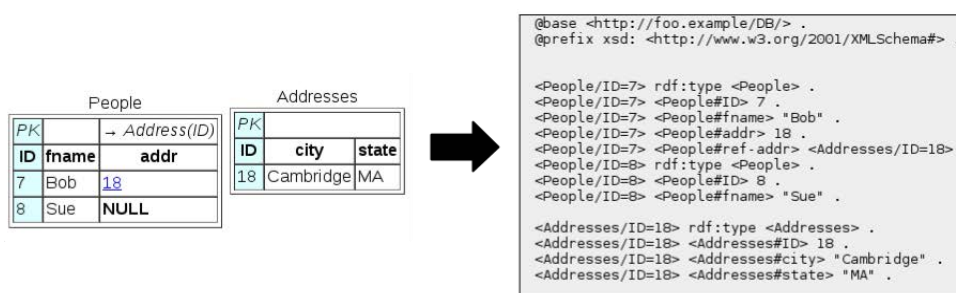 People
PK → Address(ID)
ID fname addr
7 Bob 18
8 Sue NULL
Addresses
PK
ID city state
18 Cambridge MA
@base <http://foo.example/DB/> .
@prefix xsd: <http://www.w3.org/2001/XMLSchema#> .
<People/ID=7> rdf:type <People> .
<People/ID=7> <People#ID> 7 .
<People/ID=7> <People#fname> "Bob" .
<People/ID=7> <People#addr> 18 .
<People/ID=7> <People#ref-addr> <Addresses/ID=18>
<People/ID=8> rdf:type <People> .
<People/ID=8> <People#ID> 8 .
<People/ID=8> <People#fname> "Sue" .
<Addresses/ID=18> rdf:type <Addresses> .
<Addresses/ID=18> <Addresses#ID> 18 .
<Addresses/ID=18> <Addresses#city> "Cambridge" .
<Addresses/ID=18> <Addresses#state> "MA" .